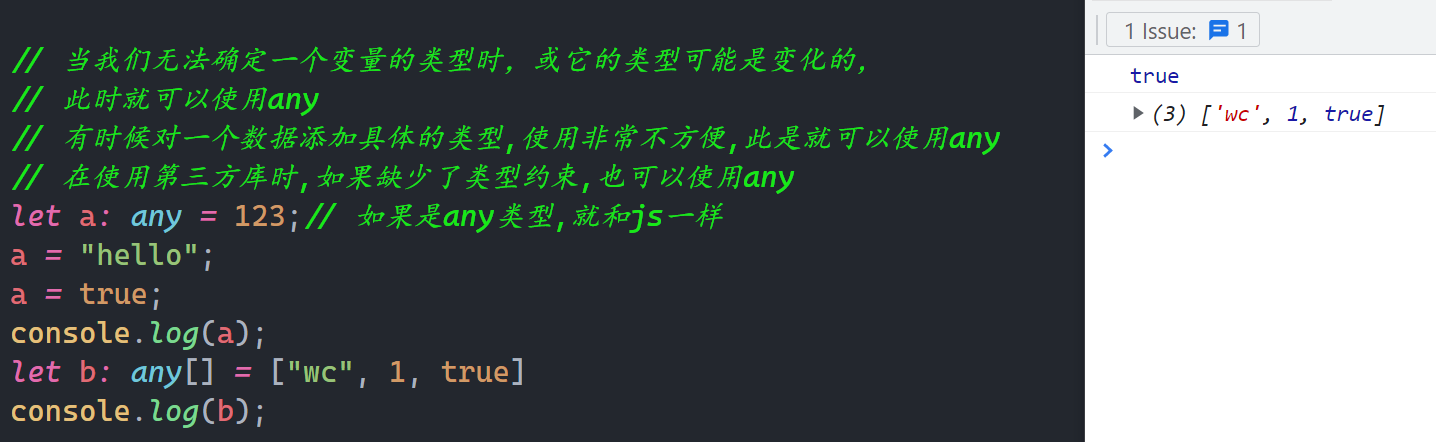 // 当我们无法确定一个变量的类型时, 或它的类型可能是变化的,
// 此时就可以使用any
// 有时候对一个数据添加具体的类型,使用非常不方便,此是就可以使用any
// 在使用第三方库时,如果缺少了类型约束,也可以使用any
let a: any = 123;// 如果是any类型,就和js一样
a = "hello";
a = true;
console.log(a);
let b: any[] = ["wc", 1, true]
console.log(b);
1 Issue: 1
true
(3) ['wc', 1, true]